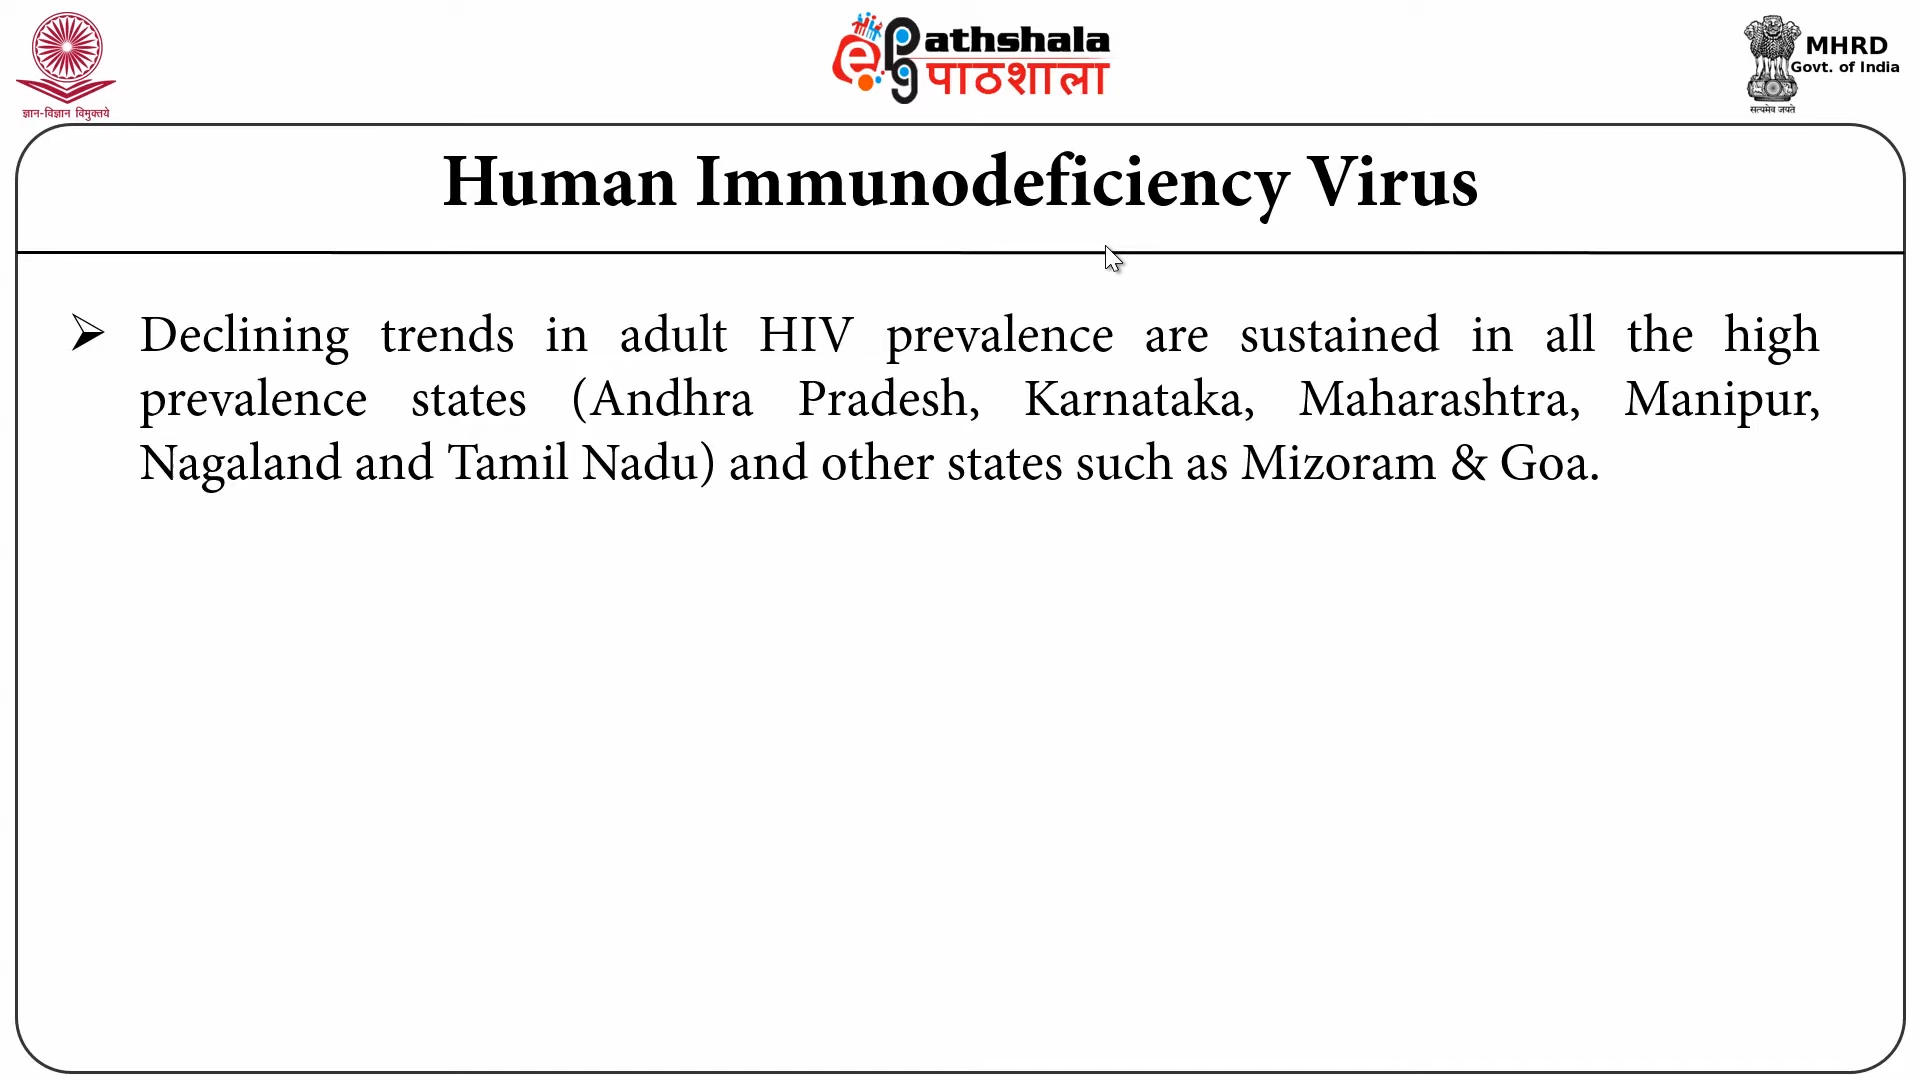 ज्ञान-विज्ञान विमुक्तये
e Pg Pathshala
पाठशाला
सत्यमेव जयते
MHRD
Govt. of India
Human Immunodeficiency Virus
➢ Declining trends in adult HIV prevalence are sustained in all the high
prevalence states (Andhra Pradesh, Karnataka, Maharashtra, Manipur,
Nagaland and Tamil Nadu) and other states such as Mizoram & Goa.